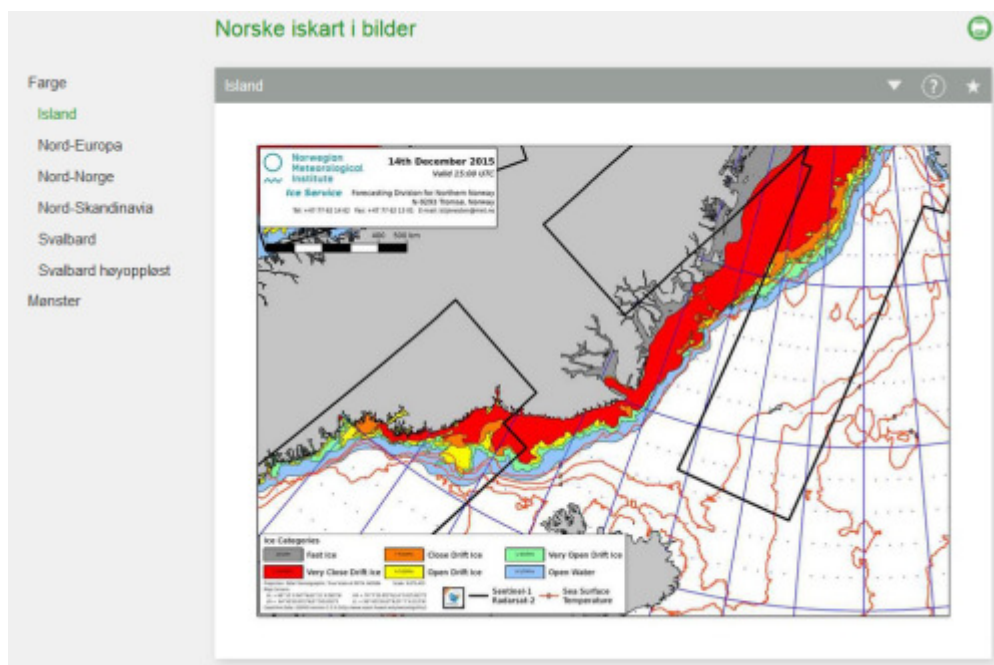 Norske iskart i bilder
Farge
Island
Nord-Europa
Nord-Norge
Nord-Skandinavia
Svalbard
Svalbard høyoppløst
Mønster
Island
?
Norwegian
Meteorological
Institute
14th December 2015
Valid 15:00 UTC
Ice Service
Forecasting Division for Northern Norway
N-9293 Tromsø, Norway
400 500 km
Ice Categories
Fast Ice
Close Drift Ice
Very Open Drift Ice
Very Close Drift Ice
Open Drift Ice
Open Water
Sentinel-1
Radarsat-2
Sea Surface
Temperature